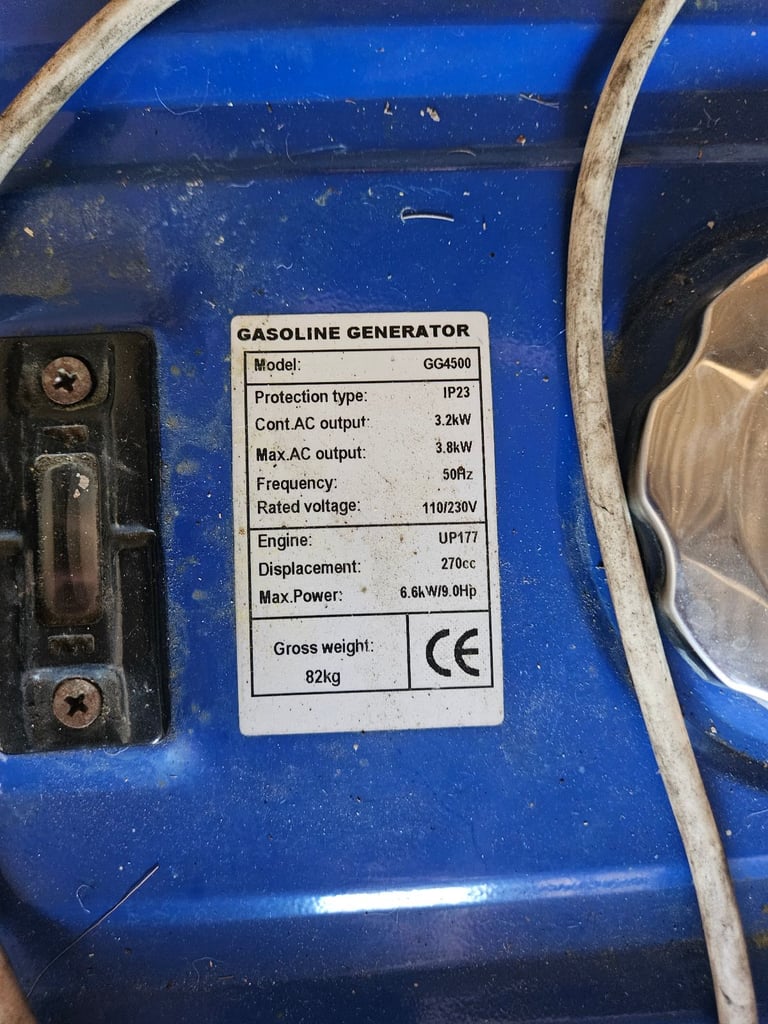 GASOLINE GENERATOR
Model: GG4500
Protection type: IP23
Cont.AC output: 3.2kW
Max.AC output: 3.8kW
Frequency: 50Hz
Rated voltage: 110/230V
Engine: UP177
Displacement: 270cc
Max.Power: 6.6kW/9.0Hp
Gross weight:
82kg
CE